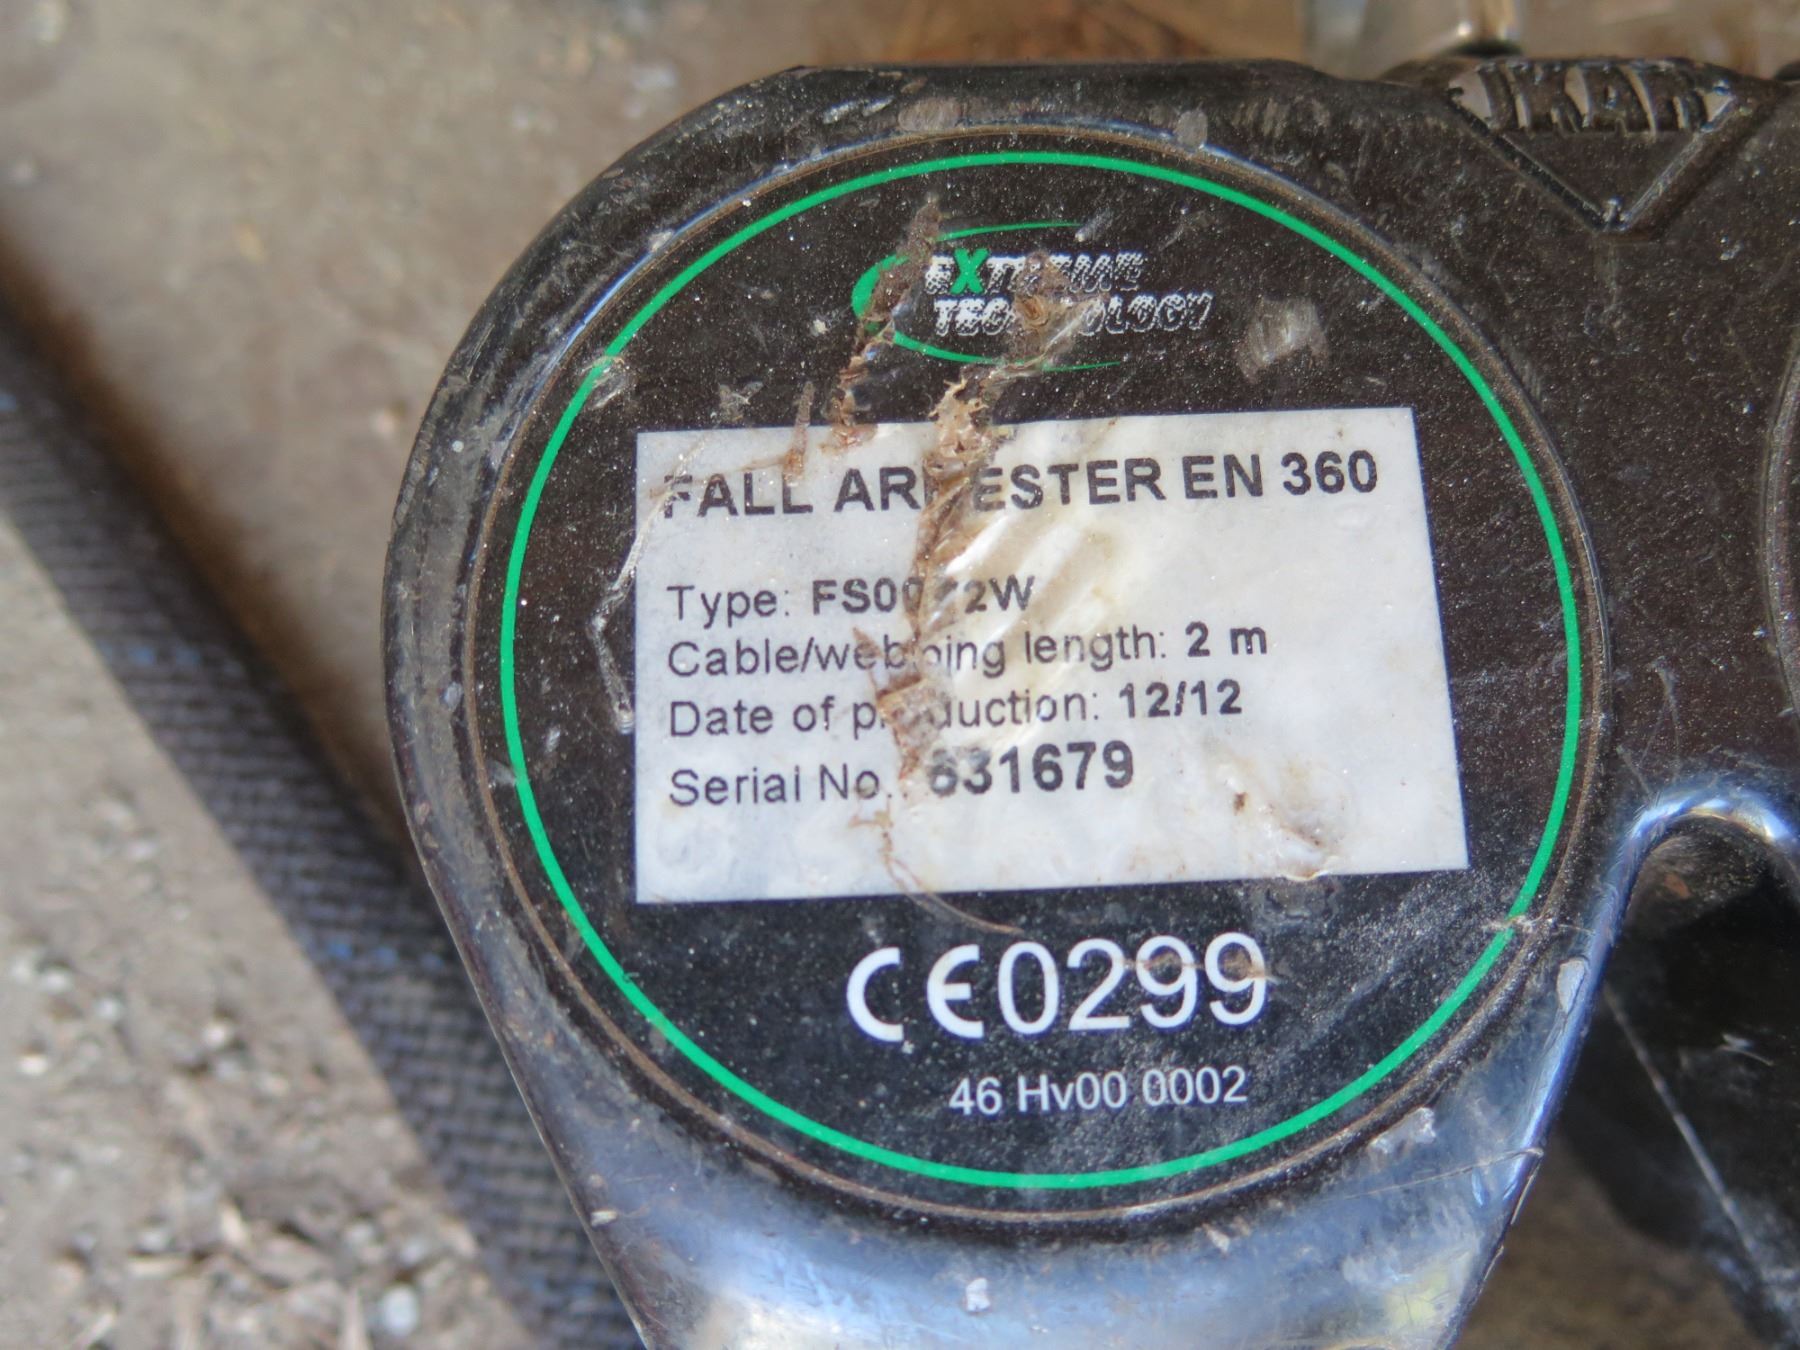 IKAR
EXTREME
TECHNOLOGY
FALL ARRESTER EN 360
Type:
Cable/webbing length: 2 m
Date of production: 12/12
Serial No.:
CE0299
46 Hv00 0002